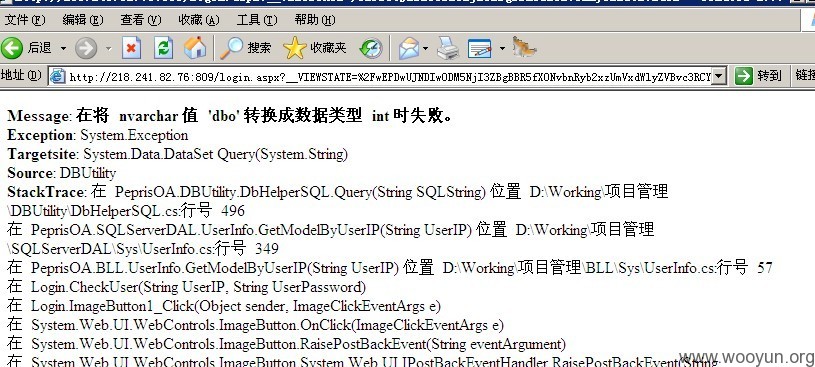 文件(F) 编辑(E) 查看(V) 收藏(A) 工具(T) 帮助(H)
后退 搜索 收藏夹
地址(D) http://218.241.82.76:809/login.aspx?__VIEWSTATE=%2FwEPDwUJNDIwODM5NjI3ZBgBBR5fX0NvbnRyb2xzUmVxdWlyZVBvc3RCY 转到 链接
Message: 在将 nvarchar 值 'dbo' 转换成数据类型 int 时失败。
Exception: System.Exception
Targetsite: System.Data.DataSet Query(System.String)
Source: DBUtility
StackTrace: 在 PeprisOA.DBUtility.DbHelperSQL.Query(String SQLString) 位置 D:\Working\项目管理
\DBUtility\DbHelperSQL.cs:行号 496
在 PeprisOA.SQLServerDAL.UserInfo.GetModelByUserIP(String UserIP) 位置 D:\Working\项目管理
\SQLServerDAL\Sys\UserInfo.cs:行号 349
在 PeprisOA.BLL.UserInfo.GetModelByUserIP(String UserIP) 位置 D:\Working\项目管理\BLL\Sys\UserInfo.cs:行号 57
在 Login.CheckUser(String UserIP, String UserPassword)
在 Login.ImageButton1_Click(Object sender, ImageClickEventArgs e)
在 System.Web.UI.WebControls.ImageButton.OnClick(ImageClickEventArgs e)
在 System.Web.UI.WebControls.ImageButton.RaisePostBackEvent(String eventArgument)
在 System.Web.UI.WebControls.ImageButton.System.Web.UI.IPostBackEventHandler.RaisePostBackEvent(String
www.wooyun.org